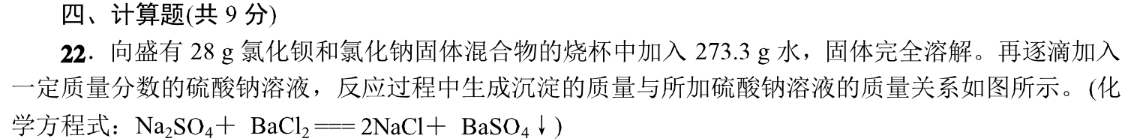 四、计算题(共 9 分)
22．向盛有 28 g 氯化钡和氯化钠固体混合物的烧杯中加入 273.3 g 水，固体完全溶解。再逐滴加入
一定质量分数的硫酸钠溶液，反应过程中生成沉淀的质量与所加硫酸钠溶液的质量关系如图所示。(化
学方程式：Na₂SO₄＋ BaCl₂══2NaCl＋ BaSO₄↓)